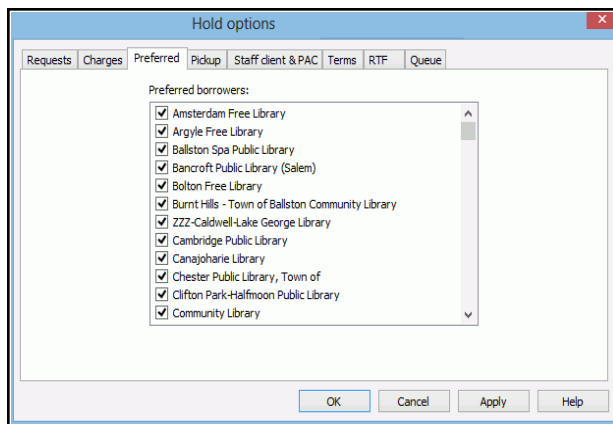 Hold options
Requests Charges Preferred Pickup Staff client & PAC Terms RTF Queue
Preferred borrowers:
Amsterdam Free Library
Argyle Free Library
Ballston Spa Public Library
Bancroft Public Library (Salem)
Bolton Free Library
Burnt Hills - Town of Ballston Community Library
ZZZ-Caldwell-Lake George Library
Cambridge Public Library
Canajoharie Library
Chester Public Library, Town of
Clifton Park-Halfmoon Public Library
Community Library
OK Cancel Apply Help